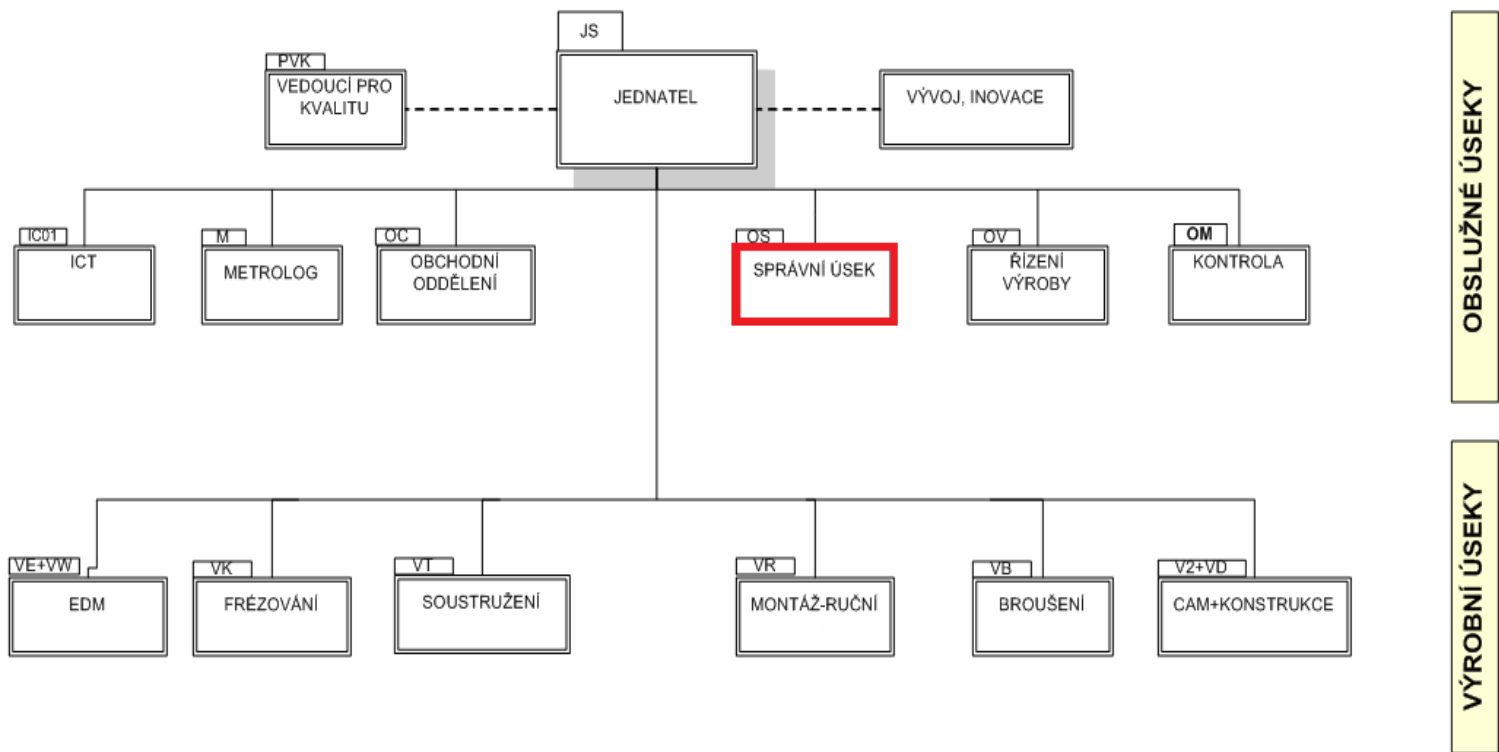 JS
JEDNATEL
PVK
VEDOUCÍ PRO
KVALITU
VÝVOJ, INOVACE
IC01
ICT
M
METROLOG
OC
OBCHODNÍ
ODDĚLENÍ
OS
SPRÁVNÍ ÚSEK
OV
ŘÍZENÍ
VÝROBY
OM
KONTROLA
OBSLUŽNÉ ÚSEKY
VE+VW
EDM
VK
FRÉZOVÁNÍ
VT
SOUSTRUŽENÍ
VR
MONTÁŽ-RUČNÍ
VB
BROUŠENÍ
V2+VD
CAM+KONSTRUKCE
VÝROBNÍ ÚSEKY